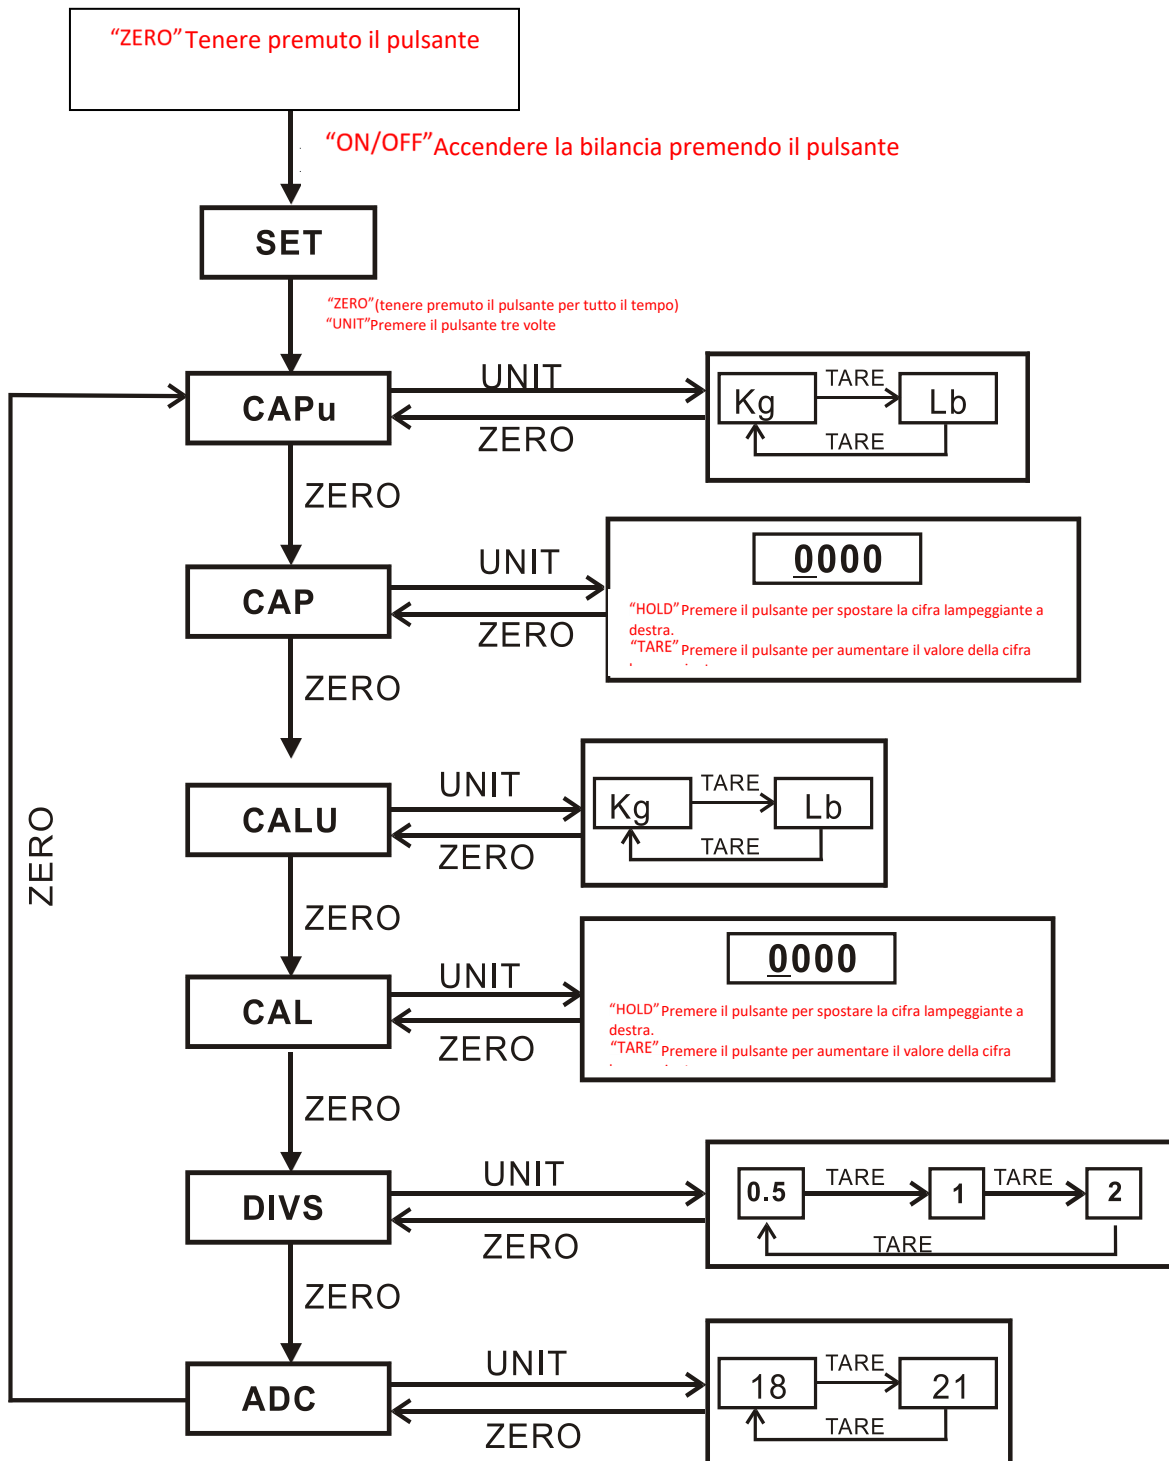 “ZERO” Tenere premuto il pulsante
“ON/OFF” Accendere la bilancia premendo il pulsante
SET
“ZERO” (tenere premuto il pulsante per tutto il tempo)
“UNIT” Premere il pulsante tre volte
CAPu
UNIT
ZERO
Kg
TARE
Lb
TARE
ZERO
CAP
UNIT
ZERO
0000
“HOLD” Premere il pulsante per spostare la cifra lampeggiante a
destra.
“TARE” Premere il pulsante per aumentare il valore della cifra
ZERO
CALU
UNIT
ZERO
Kg
TARE
Lb
TARE
ZERO
ZERO
CAL
UNIT
ZERO
0000
“HOLD” Premere il pulsante per spostare la cifra lampeggiante a
destra.
“TARE” Premere il pulsante per aumentare il valore della cifra
ZERO
DIVS
UNIT
ZERO
0.5
TARE
1
TARE
2
TARE
ZERO
ADC
UNIT
ZERO
18
TARE
21
TARE